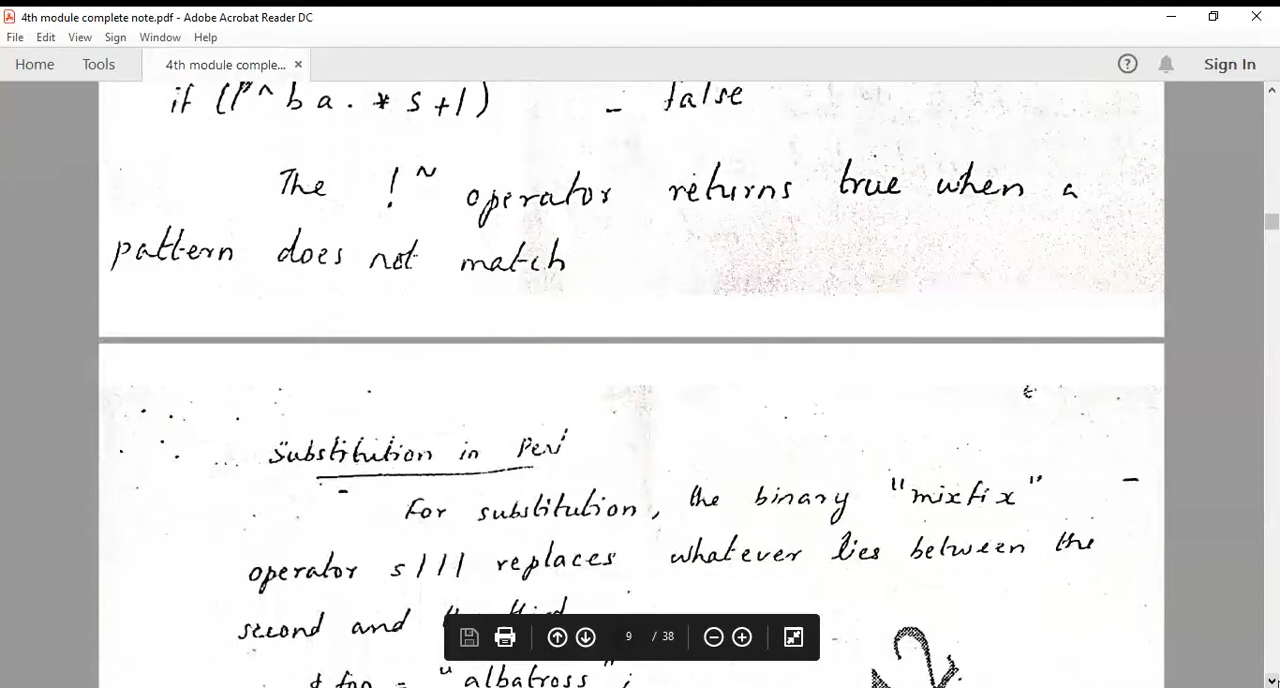 4th module complete note.pdf - Adobe Acrobat Reader DC
File Edit View Sign Window Help
Home Tools 4th module comple... × Sign In
if (/^ba.*s+/) - false
The !~ operator returns true when a
pattern does not match
Substitution in Perl
For substitution, the binary "mixfix"
operator s/// replaces whatever lies between the
second and
9 / 38
= "albatross";